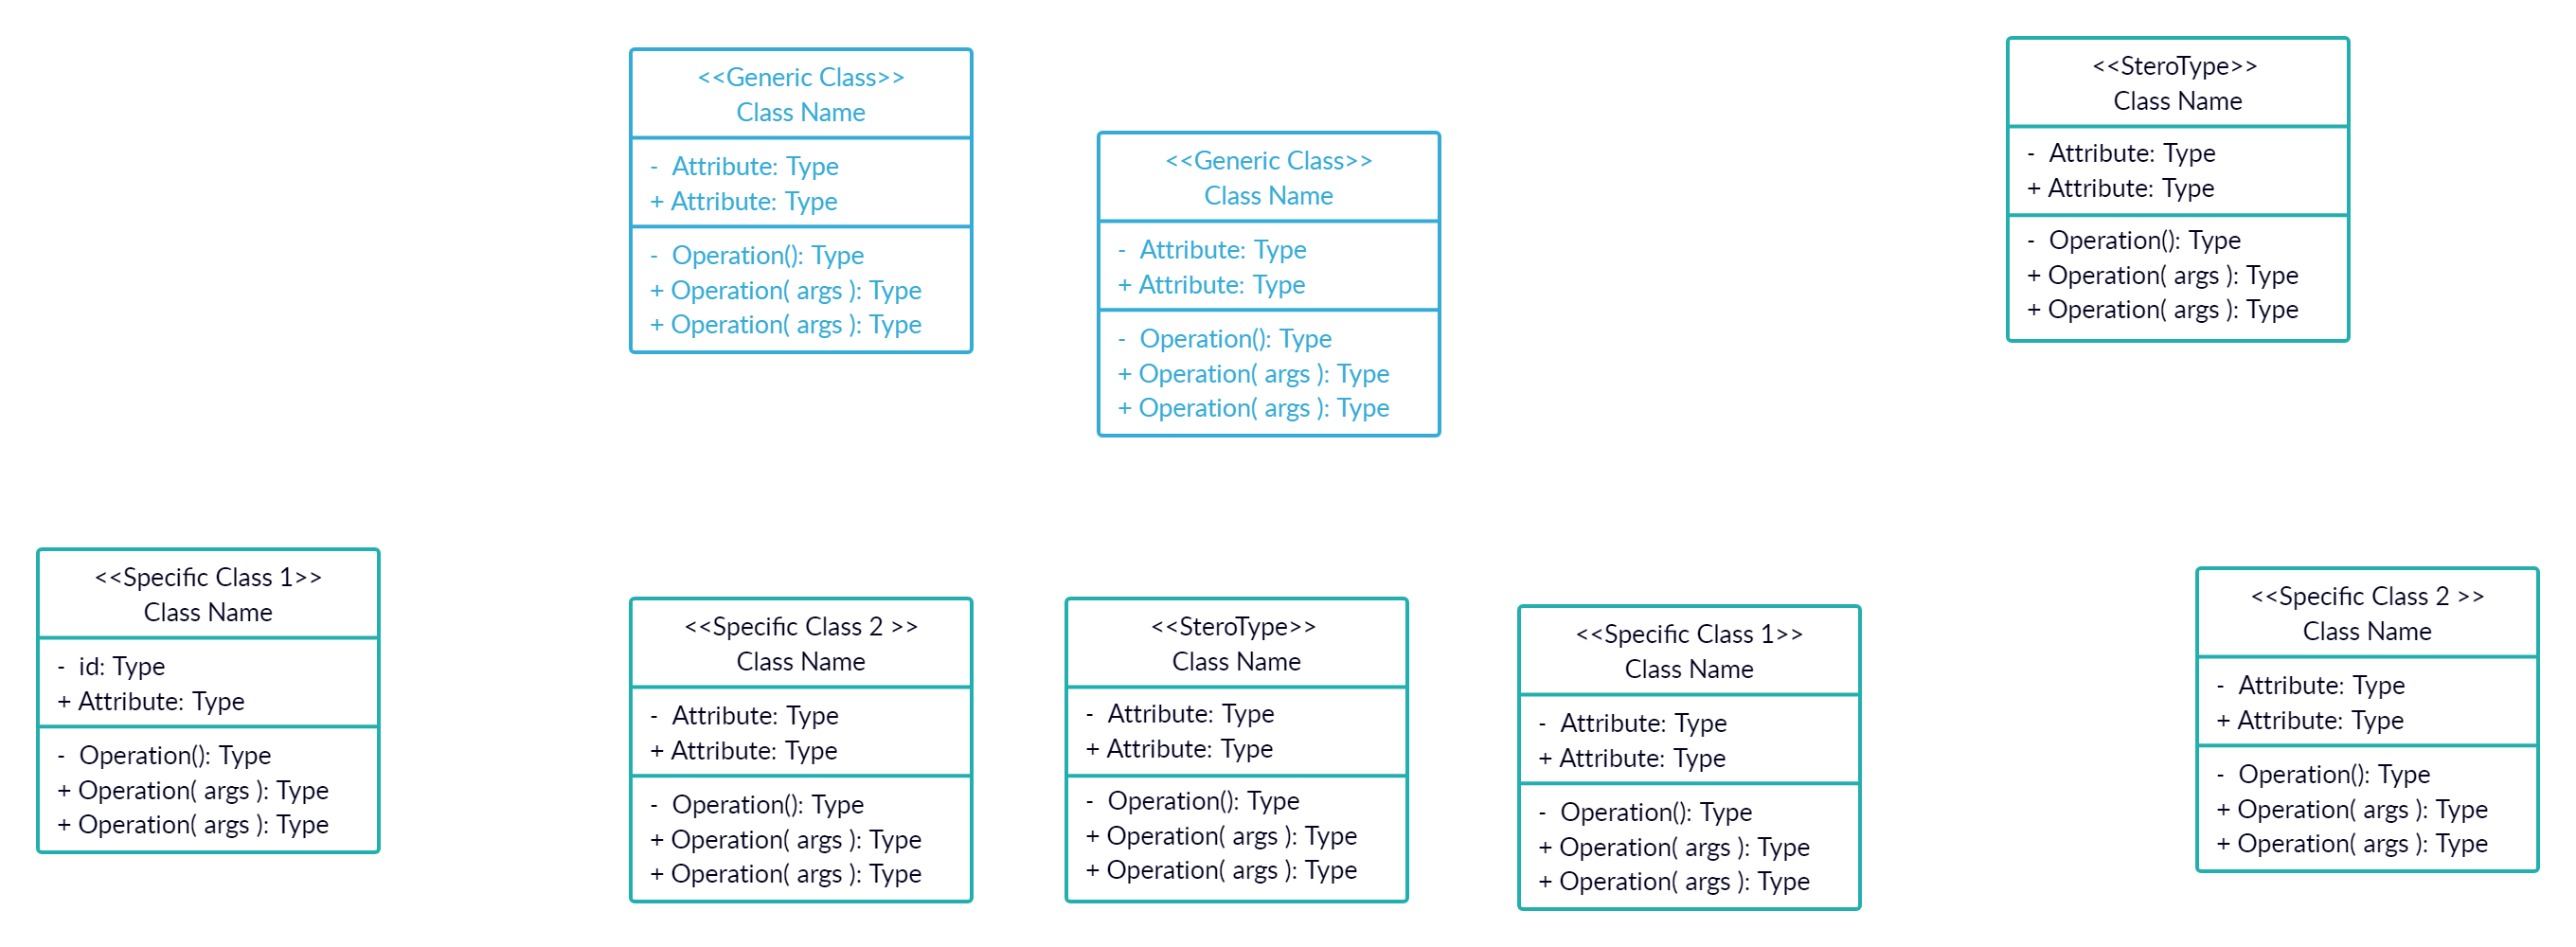 <<Generic Class>>
Class Name
-  Attribute: Type
+ Attribute: Type
-  Operation(): Type
+ Operation( args ): Type
+ Operation( args ): Type
<<Generic Class>>
Class Name
-  Attribute: Type
+ Attribute: Type
-  Operation(): Type
+ Operation( args ): Type
+ Operation( args ): Type
<<SteroType>>
Class Name
-  Attribute: Type
+ Attribute: Type
-  Operation(): Type
+ Operation( args ): Type
+ Operation( args ): Type
<<Specific Class 1>>
Class Name
-  id: Type
+ Attribute: Type
-  Operation(): Type
+ Operation( args ): Type
+ Operation( args ): Type
<<Specific Class 2 >>
Class Name
-  Attribute: Type
+ Attribute: Type
-  Operation(): Type
+ Operation( args ): Type
+ Operation( args ): Type
<<SteroType>>
Class Name
-  Attribute: Type
+ Attribute: Type
-  Operation(): Type
+ Operation( args ): Type
+ Operation( args ): Type
<<Specific Class 1>>
Class Name
-  Attribute: Type
+ Attribute: Type
-  Operation(): Type
+ Operation( args ): Type
+ Operation( args ): Type
<<Specific Class 2 >>
Class Name
-  Attribute: Type
+ Attribute: Type
-  Operation(): Type
+ Operation( args ): Type
+ Operation( args ): Type